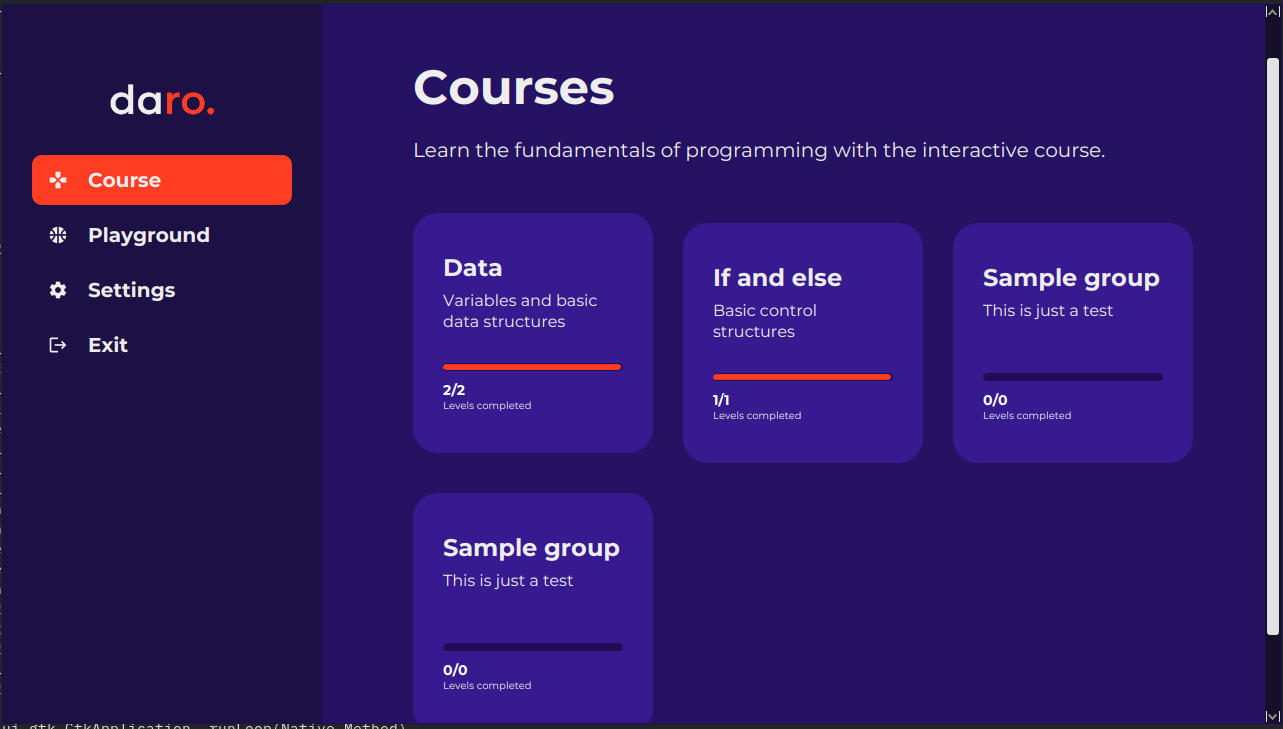 daro.
Course
Playground
Settings
Exit
Courses
Learn the fundamentals of programming with the interactive course.
Data
Variables and basic
data structures
2/2
Levels completed
If and else
Basic control
structures
1/1
Levels completed
Sample group
This is just a test
0/0
Levels completed
Sample group
This is just a test
0/0
Levels completed
ui.gtk.GtkApplication._runLoop(Native Method)